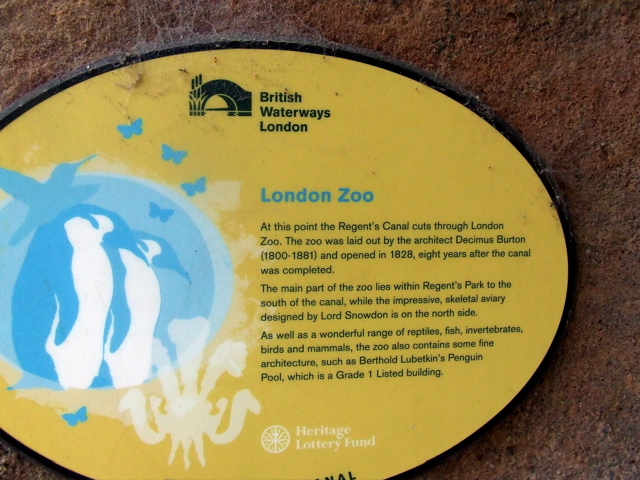 British
Waterways
London
London Zoo
At this point the Regent's Canal cuts through London
Zoo. The zoo was laid out by the architect Decimus Burton
(1800-1881) and opened in 1828, eight years after the canal
was completed.
The main part of the zoo lies within Regent's Park to the
south of the canal, while the impressive, skeletal aviary
designed by Lord Snowdon is on the north side.
As well as a wonderful range of reptiles, fish, invertebrates,
birds and mammals, the zoo also contains some fine
architecture, such as Berthold Lubetkin's Penguin
Pool, which is a Grade 1 Listed building.
Heritage
Lottery Fund